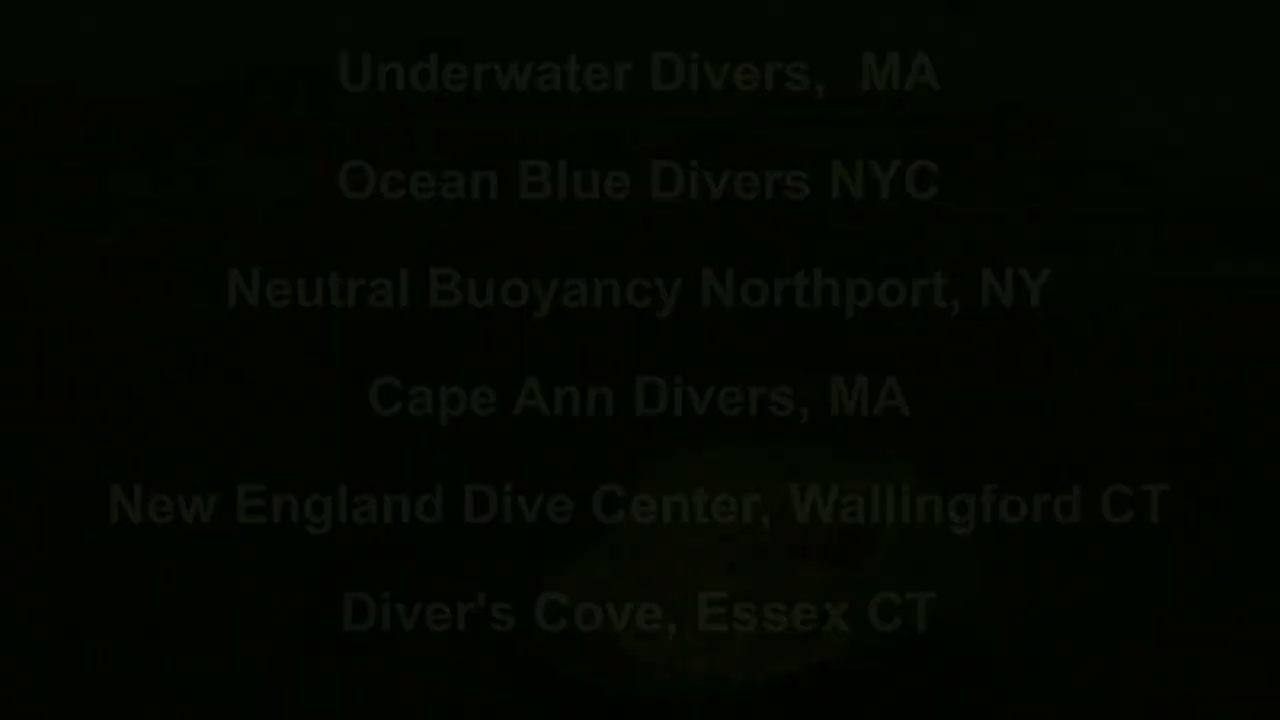 Underwater Divers,  MA
Ocean Blue Divers NYC
Neutral Buoyancy Northport, NY
Cape Ann Divers, MA
New England Dive Center, Wallingford CT
Diver's Cove, Essex CT